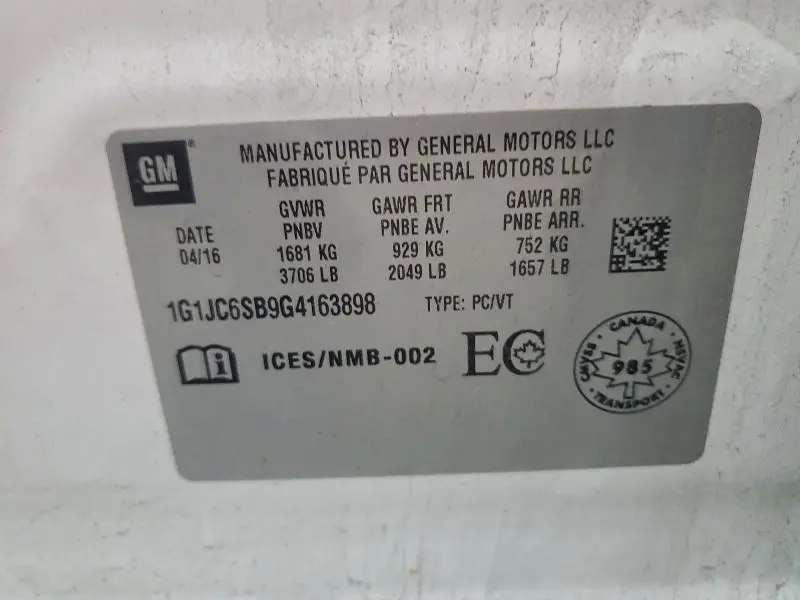 GM
MANUFACTURED BY GENERAL MOTORS LLC
FABRIQUÉ PAR GENERAL MOTORS LLC
DATE
04/16
GVWR
PNBV
1681 KG
3706 LB
GAWR FRT
PNBE AV.
929 KG
2049 LB
GAWR RR
PNBE ARR.
752 KG
1657 LB
1G1JC6SB9G4163898
TYPE: PC/VT
ICES/NMB-002
EC
CANADA
CMVSS
985
NSVAC
TRANSPORT